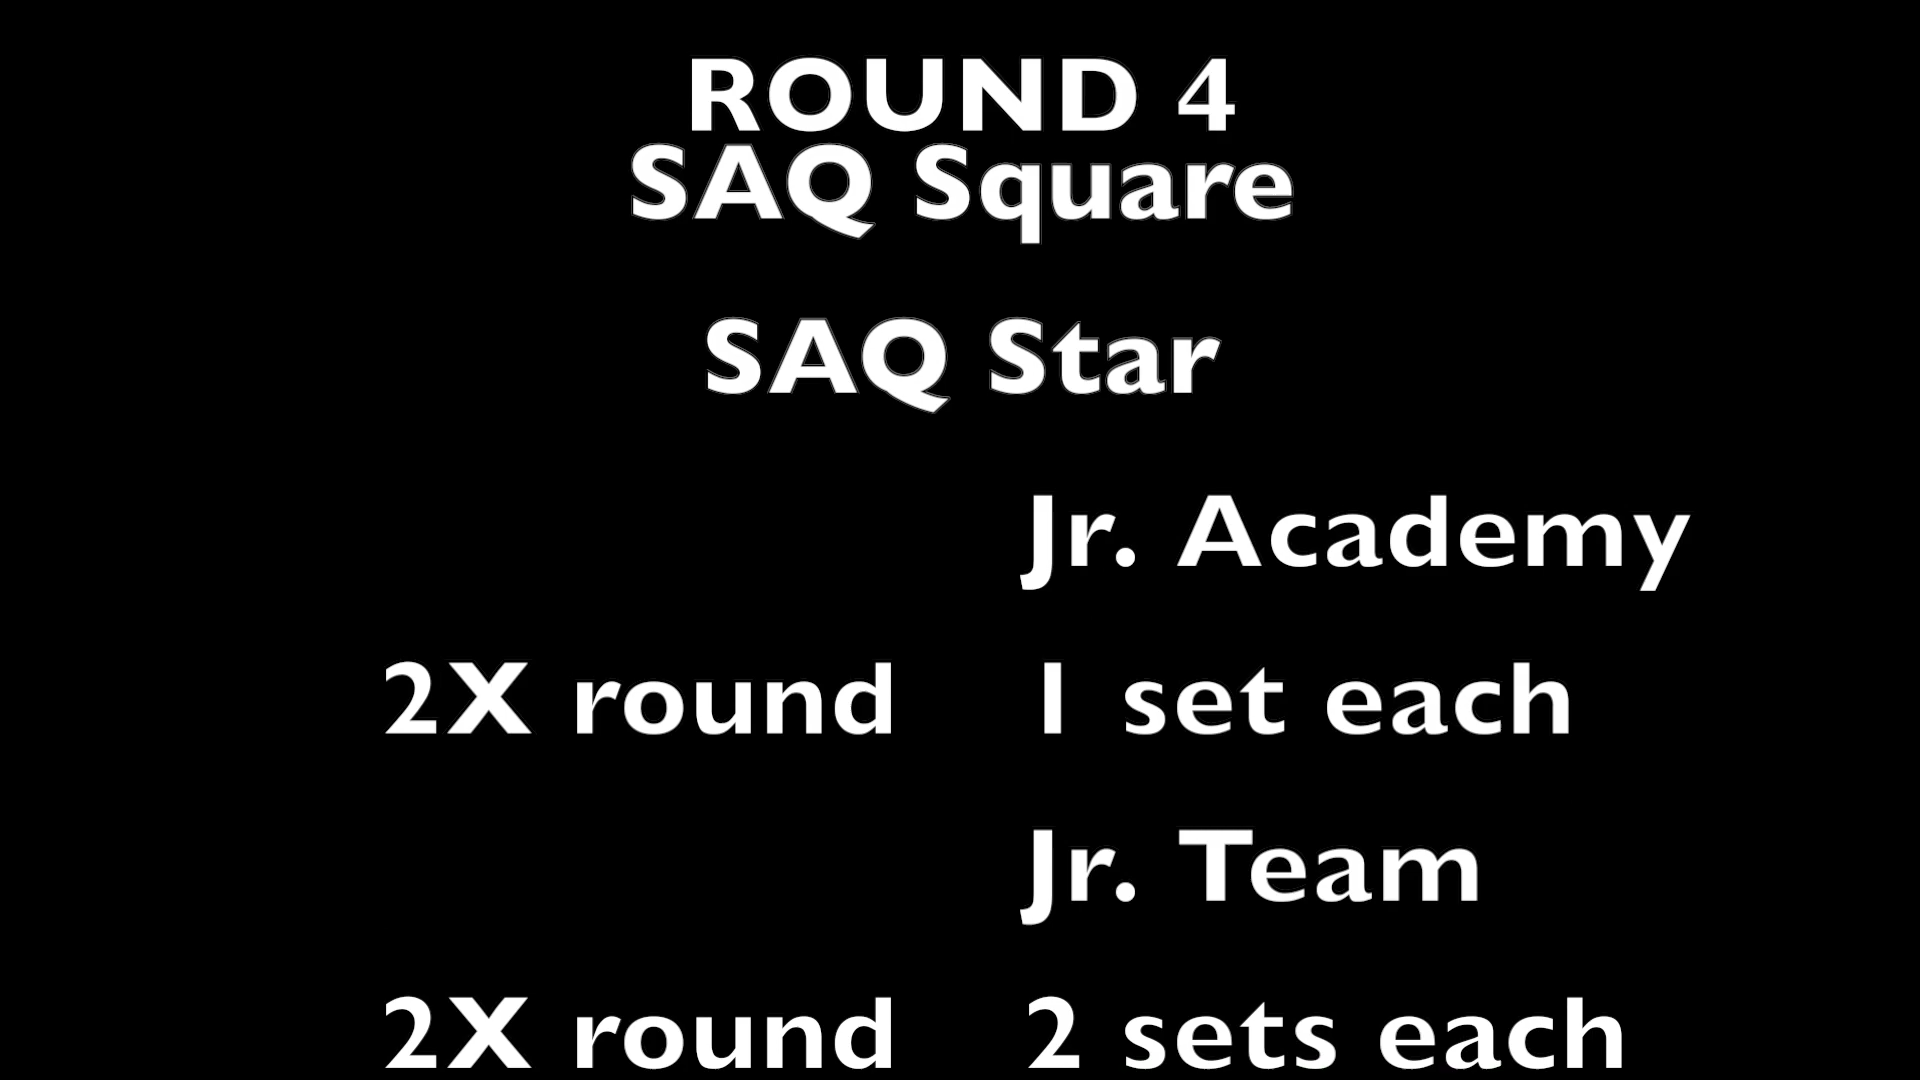 ROUND 4
SAQ Square
SAQ Star
Jr. Academy
2X round 1 set each
Jr. Team
2X round 2 sets each